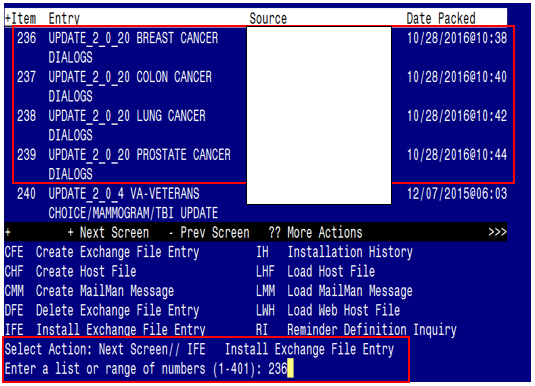 +Item Entry Source Date Packed
236 UPDATE_2_0_20 BREAST CANCER 10/28/2016@10:38
DIALOGS
237 UPDATE_2_0_20 COLON CANCER 10/28/2016@10:40
DIALOGS
238 UPDATE_2_0_20 LUNG CANCER 10/28/2016@10:42
DIALOGS
239 UPDATE_2_0_20 PROSTATE CANCER 10/28/2016@10:44
DIALOGS
240 UPDATE_2_0_4 VA-VETERANS 12/07/2015@06:03
CHOICE/MAMMOGRAM/TBI UPDATE
+ + Next Screen - Prev Screen ?? More Actions >>>
CFE Create Exchange File Entry IH Installation History
CHF Create Host File LHF Load Host File
CMM Create MailMan Message LMM Load MailMan Message
DFE Delete Exchange File Entry LWH Load Web Host File
IFE Install Exchange File Entry RI Reminder Definition Inquiry
Select Action: Next Screen// IFE Install Exchange File Entry
Enter a list or range of numbers (1-401): 236